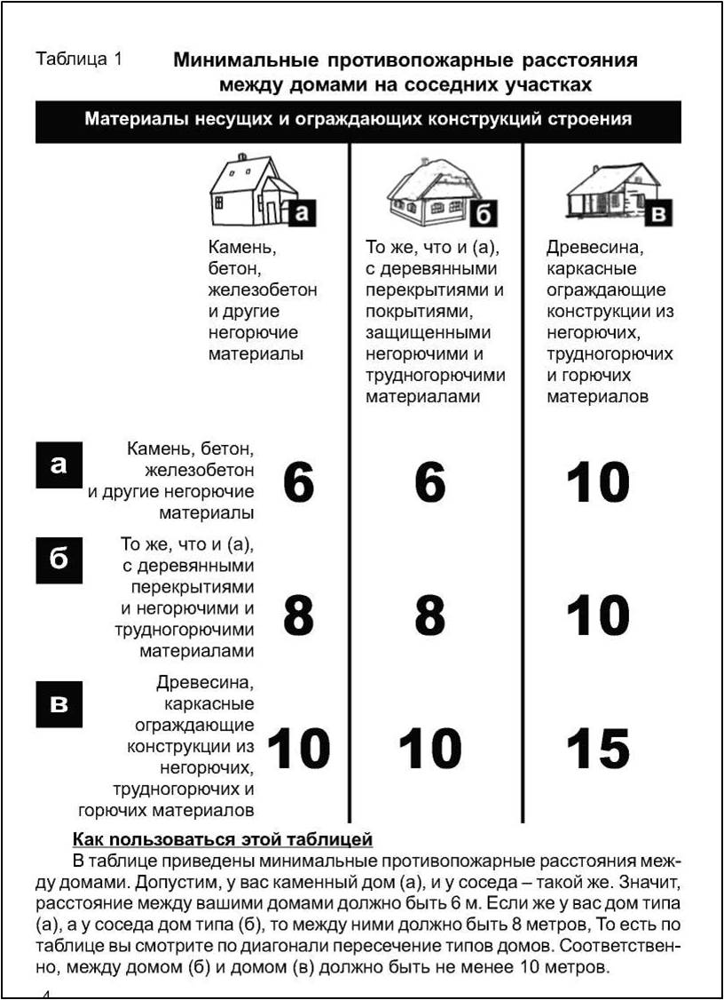 Таблица 1
Минимальные противопожарные расстояния
между домами на соседних участках
Материалы несущих и ограждающих конструкций строения
а
б
в
Камень,
бетон,
железобетон
и другие
негорючие
материалы
То же, что и (а),
с деревянными
перекрытиями и
покрытиями,
защищенными
негорючими и
трудногорючими
материалами
Древесина,
каркасные
ограждающие
конструкции из
негорючих,
трудногорючих
и горючих
материалов
а
Камень, бетон,
железобетон
и другие негорючие
материалы
6
6
10
б
То же, что и (а),
с деревянными
перекрытиями
и негорючими и
трудногорючими
материалами
8
8
10
в
Древесина,
каркасные
ограждающие
конструкции из
негорючих,
трудногорючих и
горючих материалов
10
10
15
Как пользоваться этой таблицей
В таблице приведены минимальные противопожарные расстояния меж-
ду домами. Допустим, у вас каменный дом (а), и у соседа – такой же. Значит,
расстояние между вашими домами должно быть 6 м. Если же у вас дом типа
(а), а у соседа дом типа (б), то между ними должно быть 8 метров, То есть по
таблице вы смотрите по диагонали пересечение типов домов. Соответствен-
но, между домом (б) и домом (в) должно быть не менее 10 метров.
4